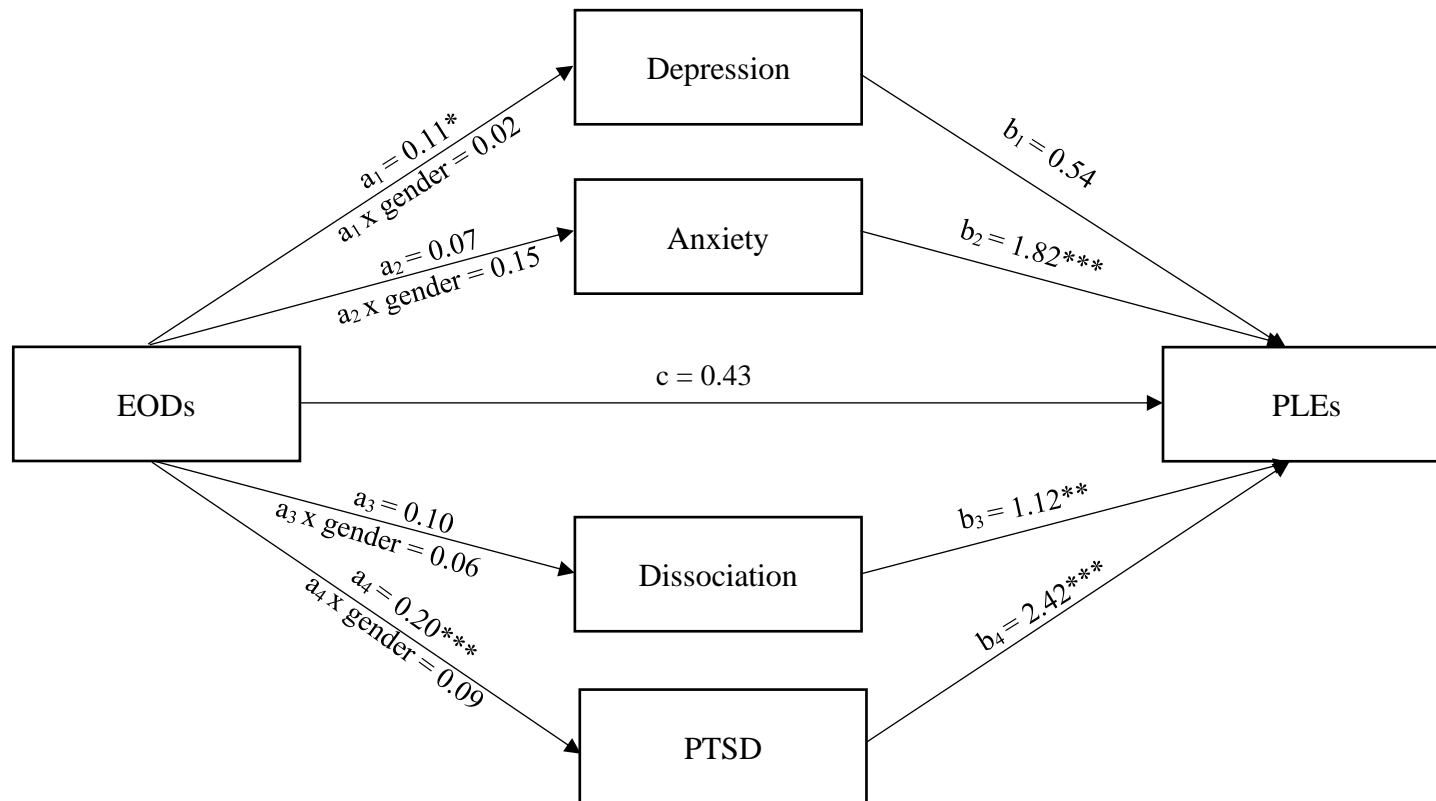 Depression
a₁ = 0.11*
a₁ x gender = 0.02
b₁ = 0.54
Anxiety
a₂ = 0.07
a₂ x gender = 0.15
b₂ = 1.82***
EODs
c = 0.43
PLEs
a₃ = 0.10
a₃ x gender = 0.06
b₃ = 1.12**
Dissociation
a₄ = 0.20***
a₄ x gender = 0.09
b₄ = 2.42***
PTSD